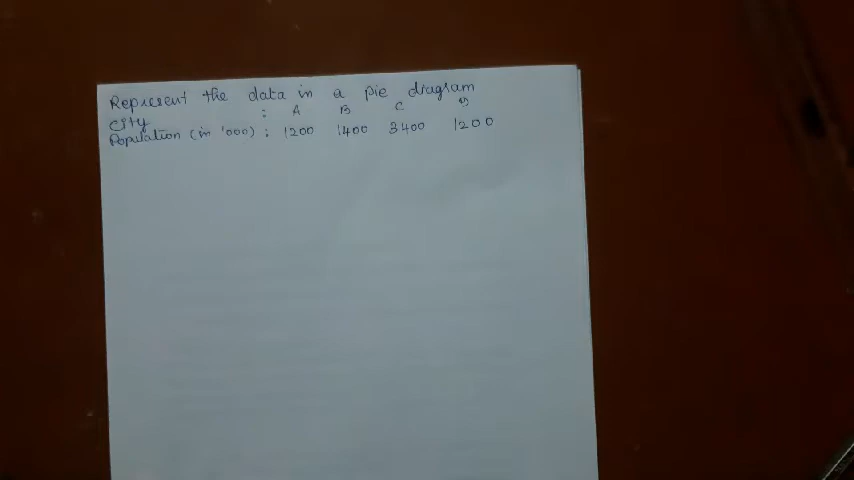 Represent the data in a pie diagram
City : A B C D
Population (in '000) : 1200 1400 3400 1200